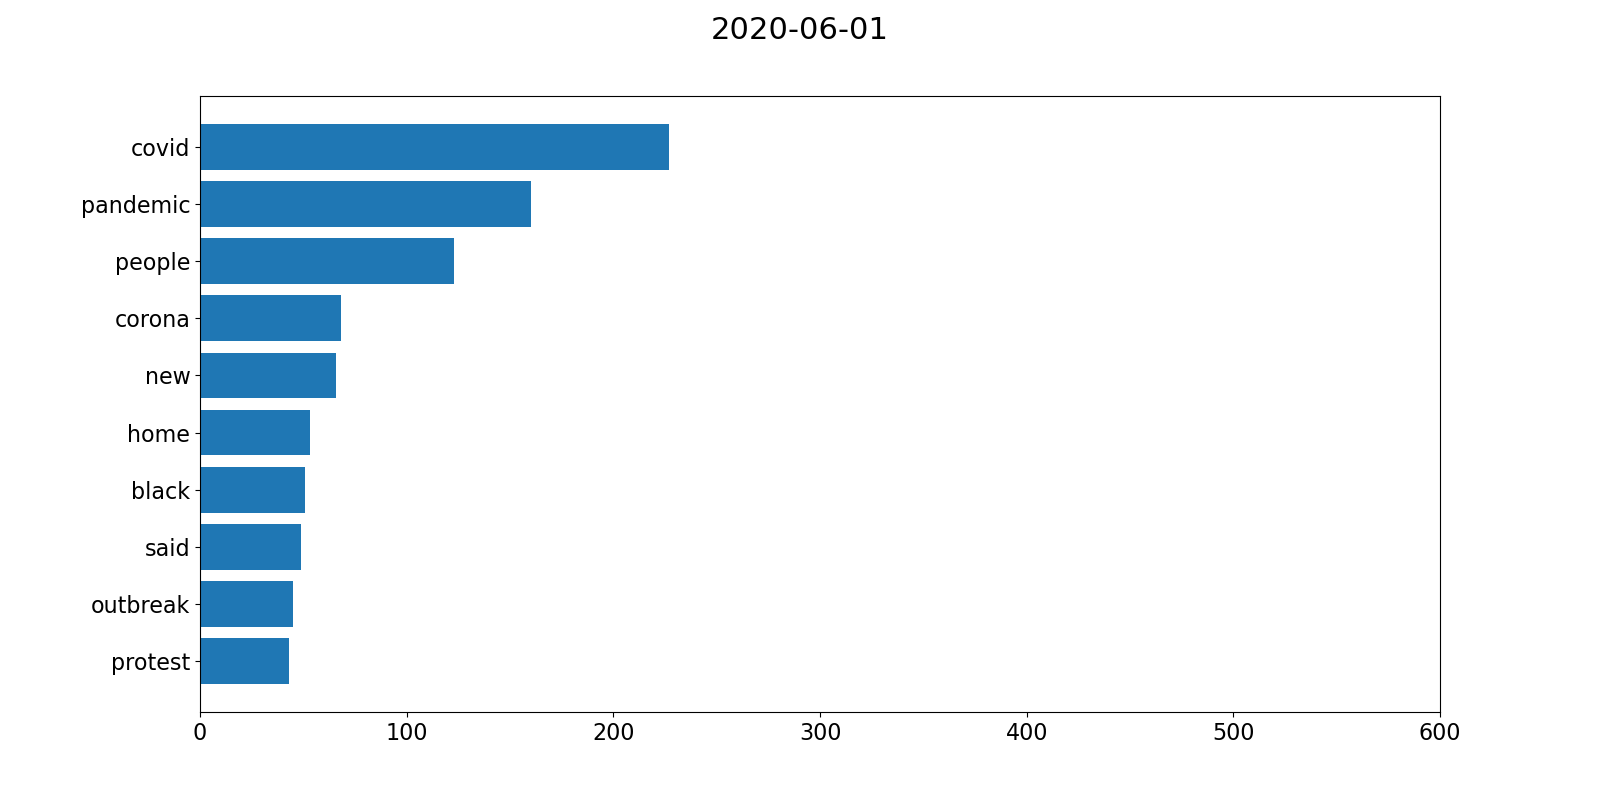 2020-06-01
covid
pandemic
people
corona
new
home
black
said
outbreak
protest
0 100 200 300 400 500 600